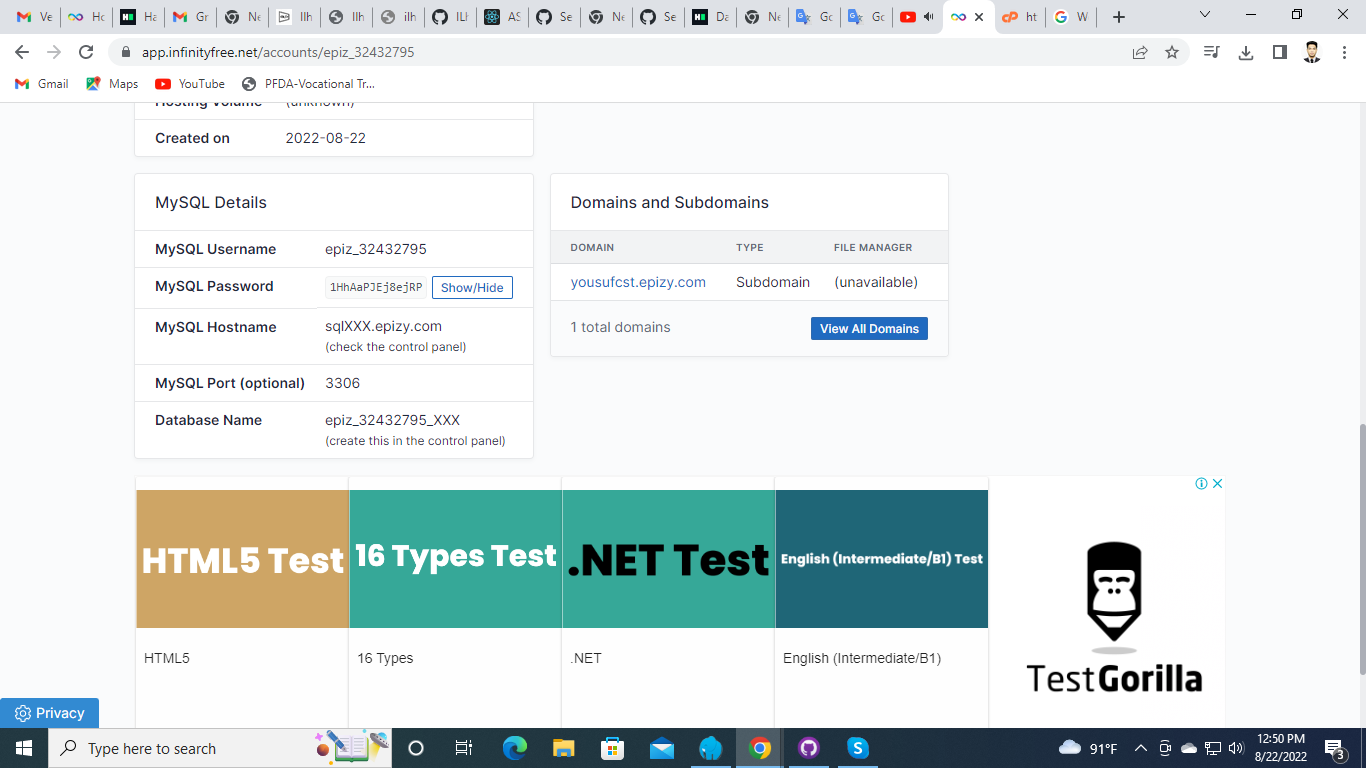 Ve
Ho
Ha
Gr
Ne
Ilh
Ilh
ilh
ILH
AS
Se
Ne
Se
Da
Ne
Go
Go
ht
W
app.infinityfree.net/accounts/epiz_32432795
Gmail
Maps
YouTube
PFDA-Vocational Tr...
Hosting Volume (unknown)
Created on 2022-08-22
MySQL Details
MySQL Username epiz_32432795
MySQL Password 1HhAaPJEj8ejRP Show/Hide
MySQL Hostname sqlXXX.epizy.com
(check the control panel)
MySQL Port (optional) 3306
Database Name epiz_32432795_XXX
(create this in the control panel)
Domains and Subdomains
DOMAIN TYPE FILE MANAGER
yousufcst.epizy.com Subdomain (unavailable)
1 total domains View All Domains
HTML5 Test
16 Types Test
.NET Test
English (Intermediate/B1) Test
HTML5
16 Types
.NET
English (Intermediate/B1)
TestGorilla
Privacy
Type here to search
91°F
12:50 PM
8/22/2022
3